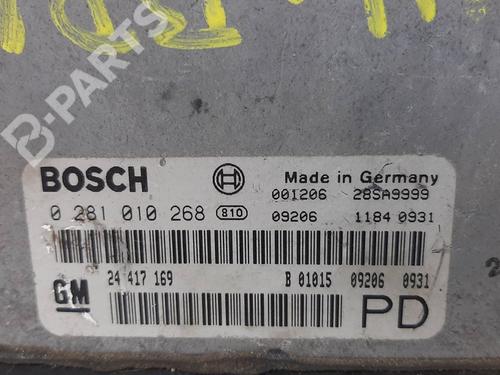 B-PARTS
BOSCH Made in Germany
001206 28SA9999
0 281 010 268 810 09206 1184 0931
GM 24 417 169 B 01015 09206 0931
PD